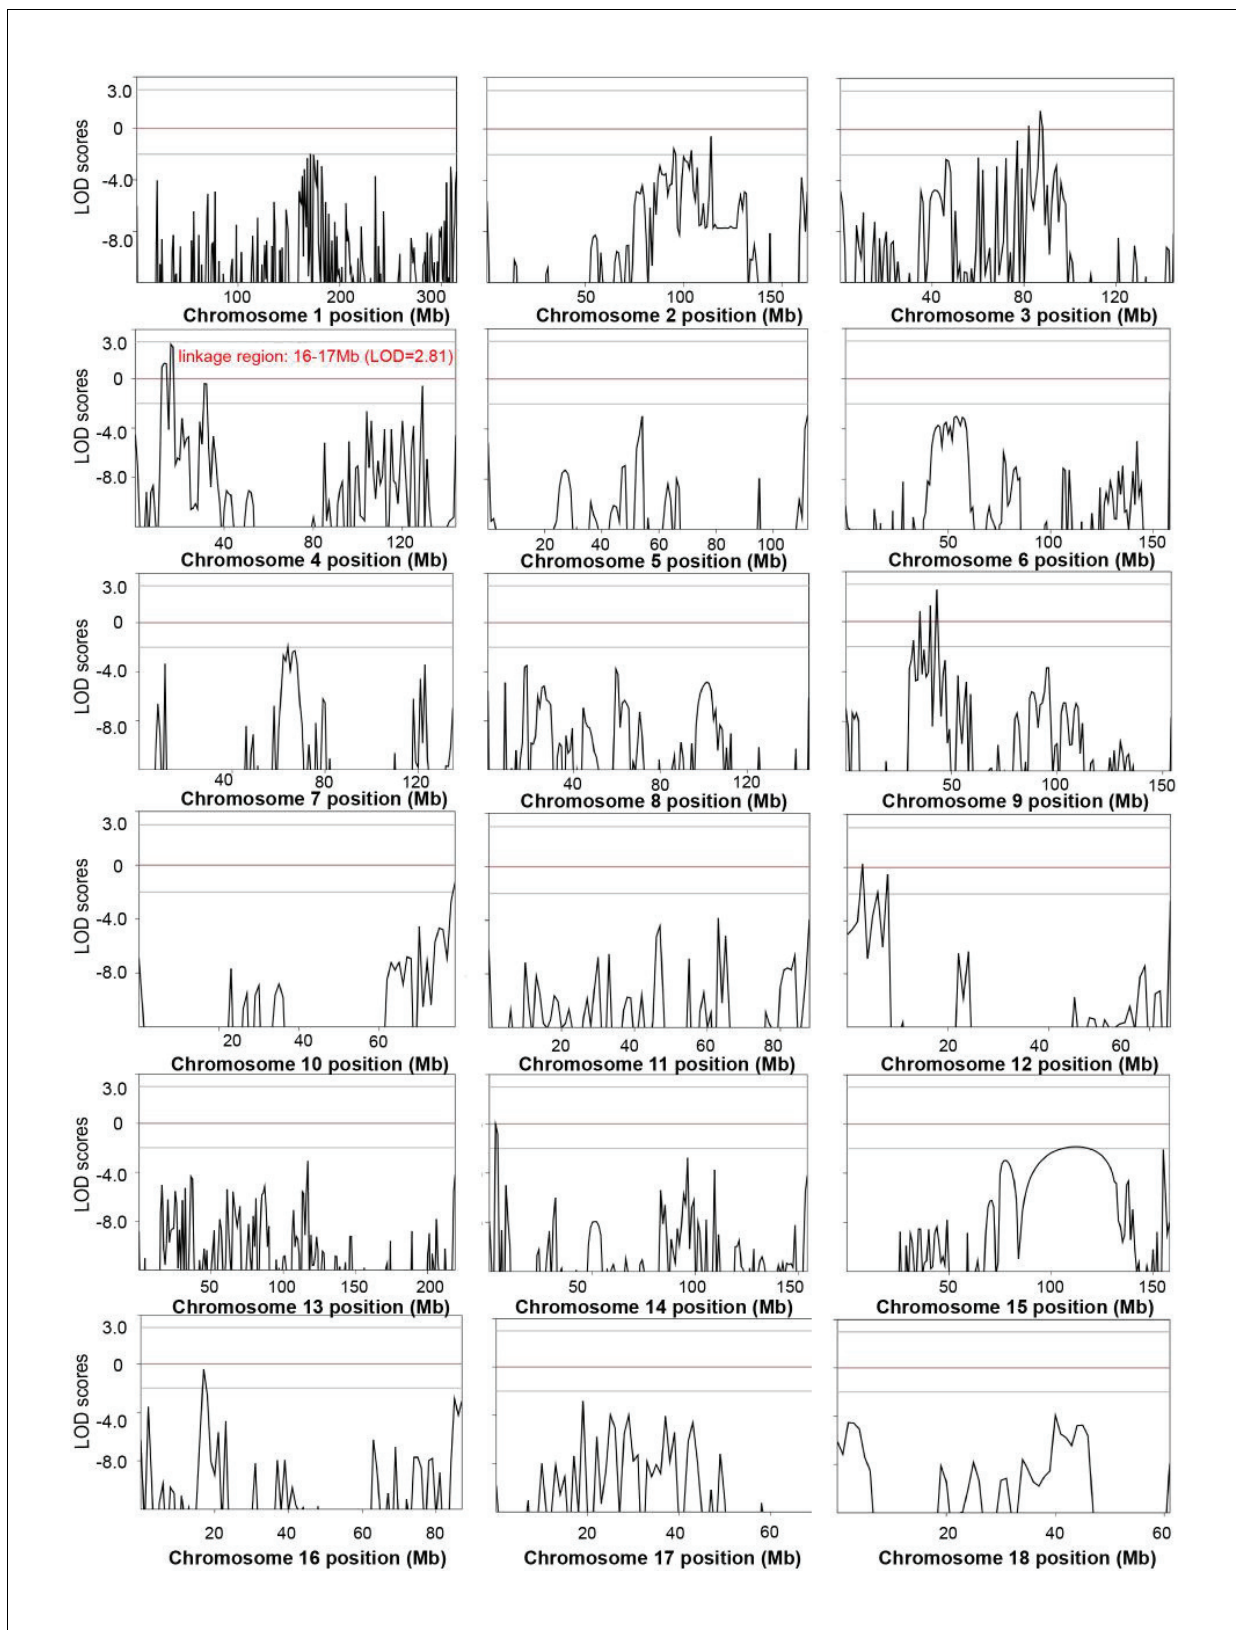 3.0
0
-4.0
-8.0
LOD scores
100 200 300
50 100 150
40 80 120
Chromosome 1 position (Mb) Chromosome 2 position (Mb) Chromosome 3 position (Mb)
3.0
linkage region: 16-17Mb (LOD=2.81)
0
-4.0
-8.0
LOD scores
40 80 120
20 40 60 80 100
50 100 150
Chromosome 4 position (Mb) Chromosome 5 position (Mb) Chromosome 6 position (Mb)
3.0
0
-4.0
-8.0
LOD scores
40 80 120
40 80 120
50 100 150
Chromosome 7 position (Mb) Chromosome 8 position (Mb) Chromosome 9 position (Mb)
3.0
0
-4.0
-8.0
LOD scores
20 40 60
20 40 60 80
20 40 60
Chromosome 10 position (Mb) Chromosome 11 position (Mb) Chromosome 12 position (Mb)
3.0
0
-4.0
-8.0
LOD scores
50 100 150 200
50 100 150
50 100 150
Chromosome 13 position (Mb) Chromosome 14 position (Mb) Chromosome 15 position (Mb)
3.0
0
-4.0
-8.0
LOD scores
20 40 60 80
20 40 60
20 40 60
Chromosome 16 position (Mb) Chromosome 17 position (Mb) Chromosome 18 position (Mb)